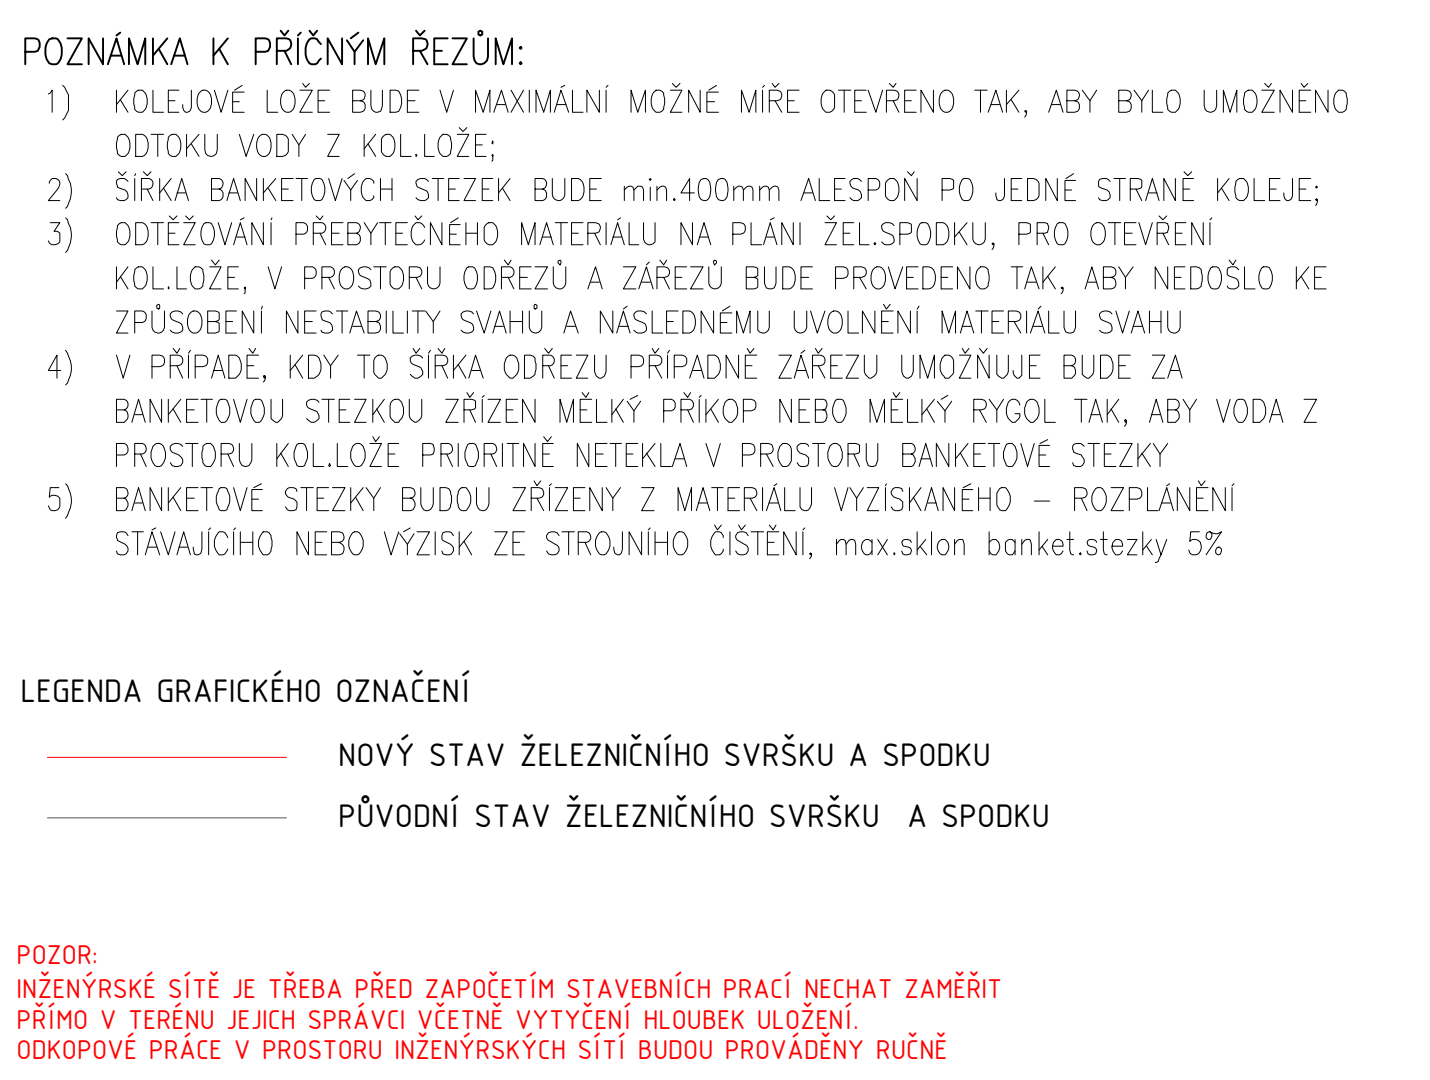 POZNÁMKA K PŘÍČNÝM ŘEZŮM:
1) KOLEJOVÉ LOŽE BUDE V MAXIMÁLNÍ MOŽNÉ MÍŘE OTEVŘENO TAK, ABY BYLO UMOŽNĚNO
ODTOKU VODY Z KOL.LOŽE;
2) ŠÍŘKA BANKETOVÝCH STEZEK BUDE min.400mm ALESPOŇ PO JEDNÉ STRANĚ KOLEJE;
3) ODTĚŽOVÁNÍ PŘEBYTEČNÉHO MATERIÁLU NA PLÁNI ŽEL.SPODKU, PRO OTEVŘENÍ
KOL.LOŽE, V PROSTORU ODŘEZŮ A ZÁŘEZŮ BUDE PROVEDENO TAK, ABY NEDOŠLO KE
ZPŮSOBENÍ NESTABILITY SVAHŮ A NÁSLEDNÉMU UVOLNĚNÍ MATERIÁLU SVAHU
4) V PŘÍPADĚ, KDY TO ŠÍŘKA ODŘEZU PŘÍPADNĚ ZÁŘEZU UMOŽŇUJE BUDE ZA
BANKETOVOU STEZKOU ZŘÍZEN MĚLKÝ PŘÍKOP NEBO MĚLKÝ RYGOL TAK, ABY VODA Z
PROSTORU KOL.LOŽE PRIORITNĚ NETEKLA V PROSTORU BANKETOVÉ STEZKY
5) BANKETOVÉ STEZKY BUDOU ZŘÍZENY Z MATERIÁLU VYZÍSKANÉHO – ROZPLÁNĚNÍ
STÁVAJÍCÍHO NEBO VÝZISK ZE STROJNÍHO ČIŠTĚNÍ, max.sklon banket.stezky 5%
LEGENDA GRAFICKÉHO OZNAČENÍ
NOVÝ STAV ŽELEZNIČNÍHO SVRŠKU A SPODKU
PŮVODNÍ STAV ŽELEZNIČNÍHO SVRŠKU A SPODKU
POZOR:
INŽENÝRSKÉ SÍTĚ JE TŘEBA PŘED ZAPOČETÍM STAVEBNÍCH PRACÍ NECHAT ZAMĚŘIT
PŘÍMO V TERÉNU JEJICH SPRÁVCI VČETNĚ VYTYČENÍ HLOUBEK ULOŽENÍ.
ODKOPOVÉ PRÁCE V PROSTORU INŽENÝRSKÝCH SÍTÍ BUDOU PROVÁDĚNY RUČNĚ